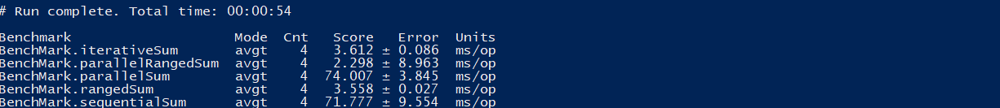 # Run complete. Total time: 00:00:54
Benchmark Mode Cnt Score Error Units
BenchMark.iterativeSum avgt 4 3.612 ± 0.086 ms/op
BenchMark.parallelRangedSum avgt 4 2.298 ± 8.963 ms/op
BenchMark.parallelSum avgt 4 74.007 ± 3.845 ms/op
BenchMark.rangedSum avgt 4 3.558 ± 0.027 ms/op
BenchMark.sequentialSum avgt 4 71.777 ± 9.554 ms/op